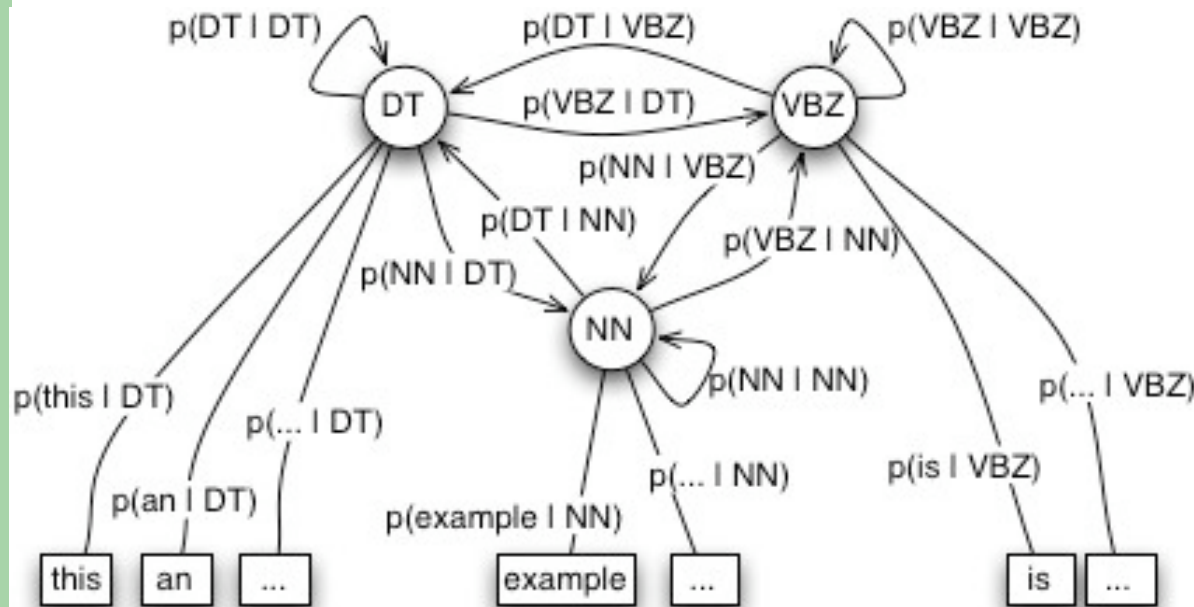 p(DT | DT)
p(DT | VBZ)
p(VBZ | VBZ)
DT
p(VBZ | DT)
VBZ
p(NN | VBZ)
p(DT | NN)
p(VBZ | NN)
p(NN | DT)
NN
p(NN | NN)
p(this | DT)
p(... | DT)
p(... | VBZ)
p(is | VBZ)
p(... | NN)
p(an | DT)
p(example | NN)
this
an
...
example
...
is
...